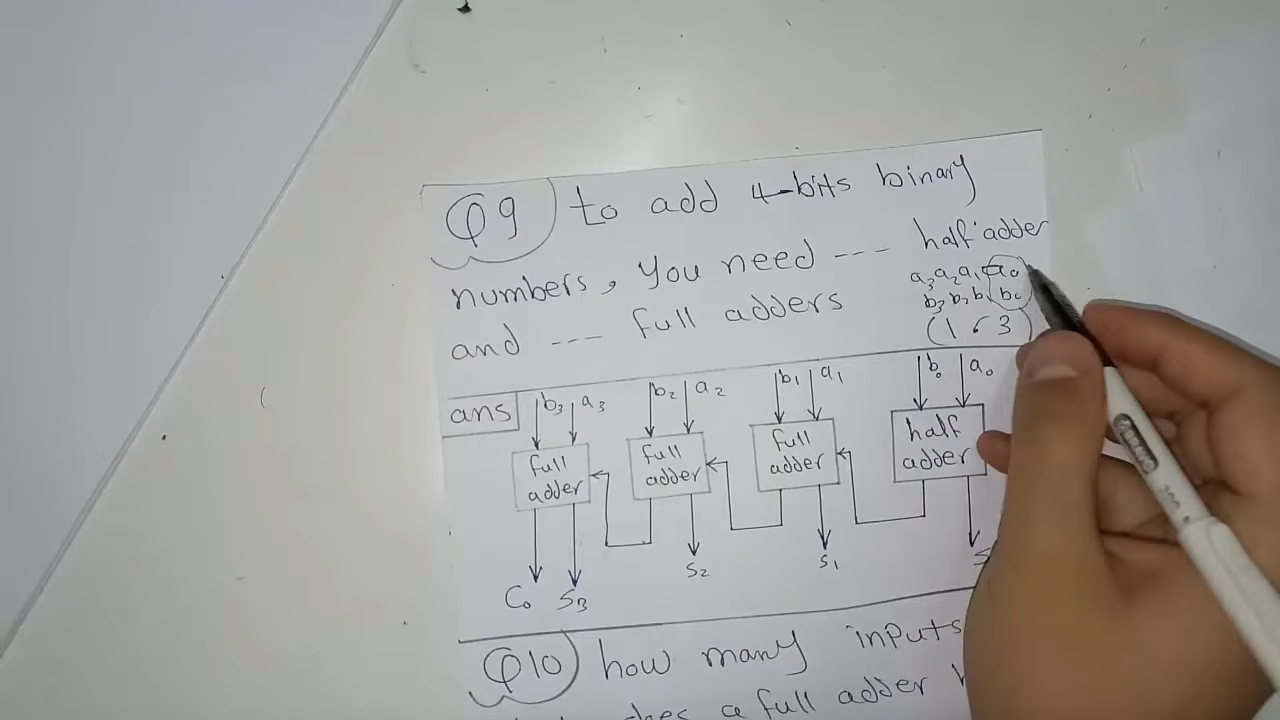 Q9 to add 4-bits binary
numbers, you need --- half adder
and --- full adders
a3 a2 a1 a0
b3 b2 b1 b0
(1 , 3)
ans
b3 a3 b2 a2 b1 a1 b0 a0
full adder full adder full adder half adder
C0 S3 S2 S1
Q10 how many inputs
a full adder